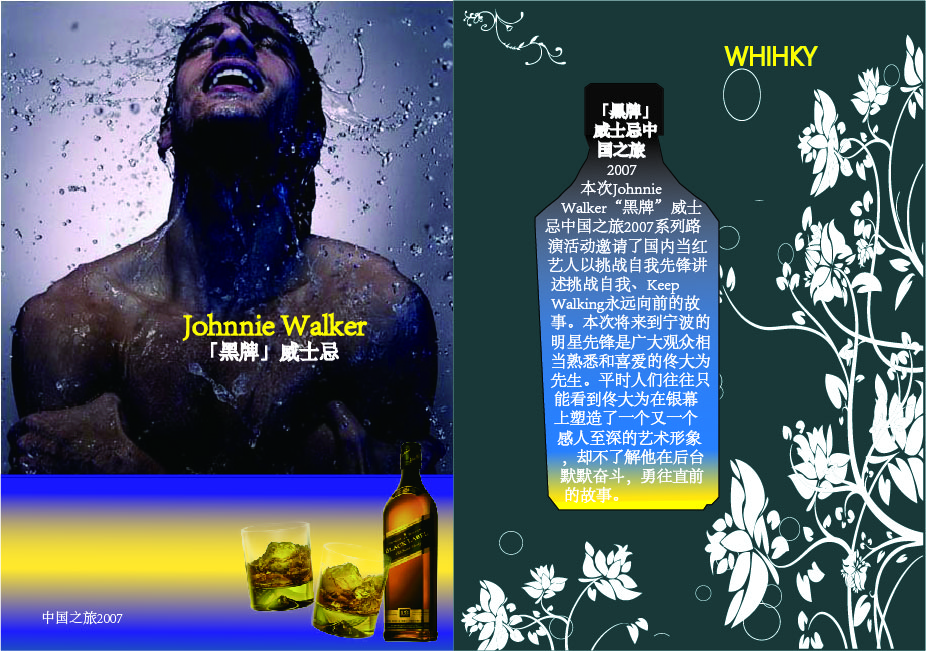 Johnnie Walker
「黑牌」威士忌
BLACK LABEL
中国之旅2007
WHIHKY
「黑牌」
威士忌中
国之旅
2007
本次Johnnie
Walker“黑牌”威士
忌中国之旅2007系列路
演活动邀请了国内当红
艺人以挑战自我先锋讲
述挑战自我、Keep
Walking永远向前的故
事。本次将来到宁波的
明星先锋是广大观众相
当熟悉和喜爱的佟大为
先生。平时人们往往只
能看到佟大为在银幕
上塑造了一个又一个
感人至深的艺术形象
，却不了解他在后台
默默奋斗，勇往直前
的故事。